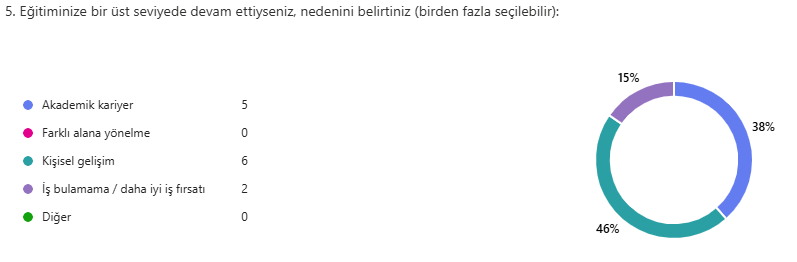 5. Eğitiminize bir üst seviyede devam ettiyseniz, nedenini belirtiniz (birden fazla seçilebilir):
Akademik kariyer 5
Farklı alana yönelme 0
Kişisel gelişim 6
İş bulamama / daha iyi iş fırsatı 2
Diğer 0
15%
38%
46%